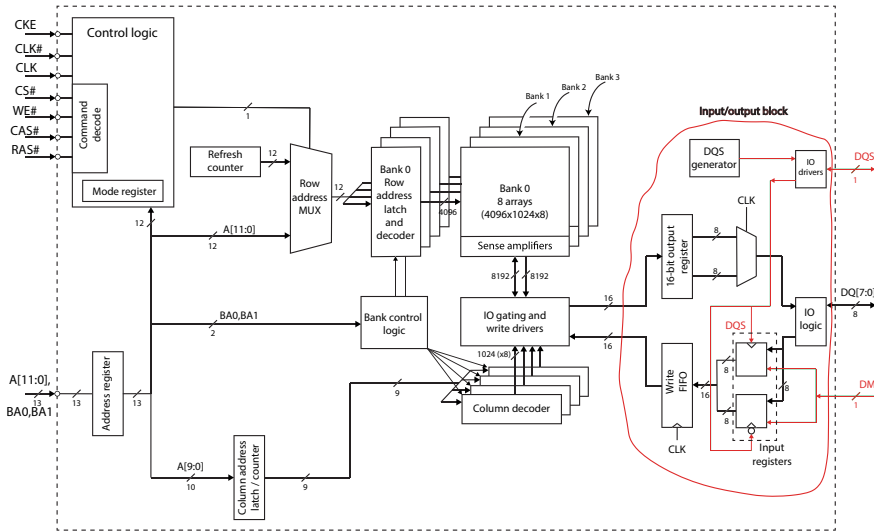 CKE
CLK#
CLK
CS#
WE#
CAS#
RAS#
Control logic
Command
decode
Mode register
12
1
Refresh
counter
12
Row
address
MUX
12
A[11:0]
12
Bank 0
Row
address
latch
and
decoder
4096
Bank 1
Bank 2
Bank 3
Bank 0
8 arrays
(4096x1024x8)
Sense amplifiers
8192
8192
Input/output block
DQS
generator
IO
drivers
DQS
1
CLK
16-bit output
register
8
8
16
16
IO gating and
write drivers
Bank control
logic
BA0,BA1
2
1024 (x8)
Column decoder
9
IO
logic
DQ[7:0]
8
DQS
Write
FIFO
16
8
8
8
CLK
Input
registers
DM
1
A[11:0],
13
BA0,BA1
13
Address register
13
A[9:0]
10
Column address
latch / counter
9